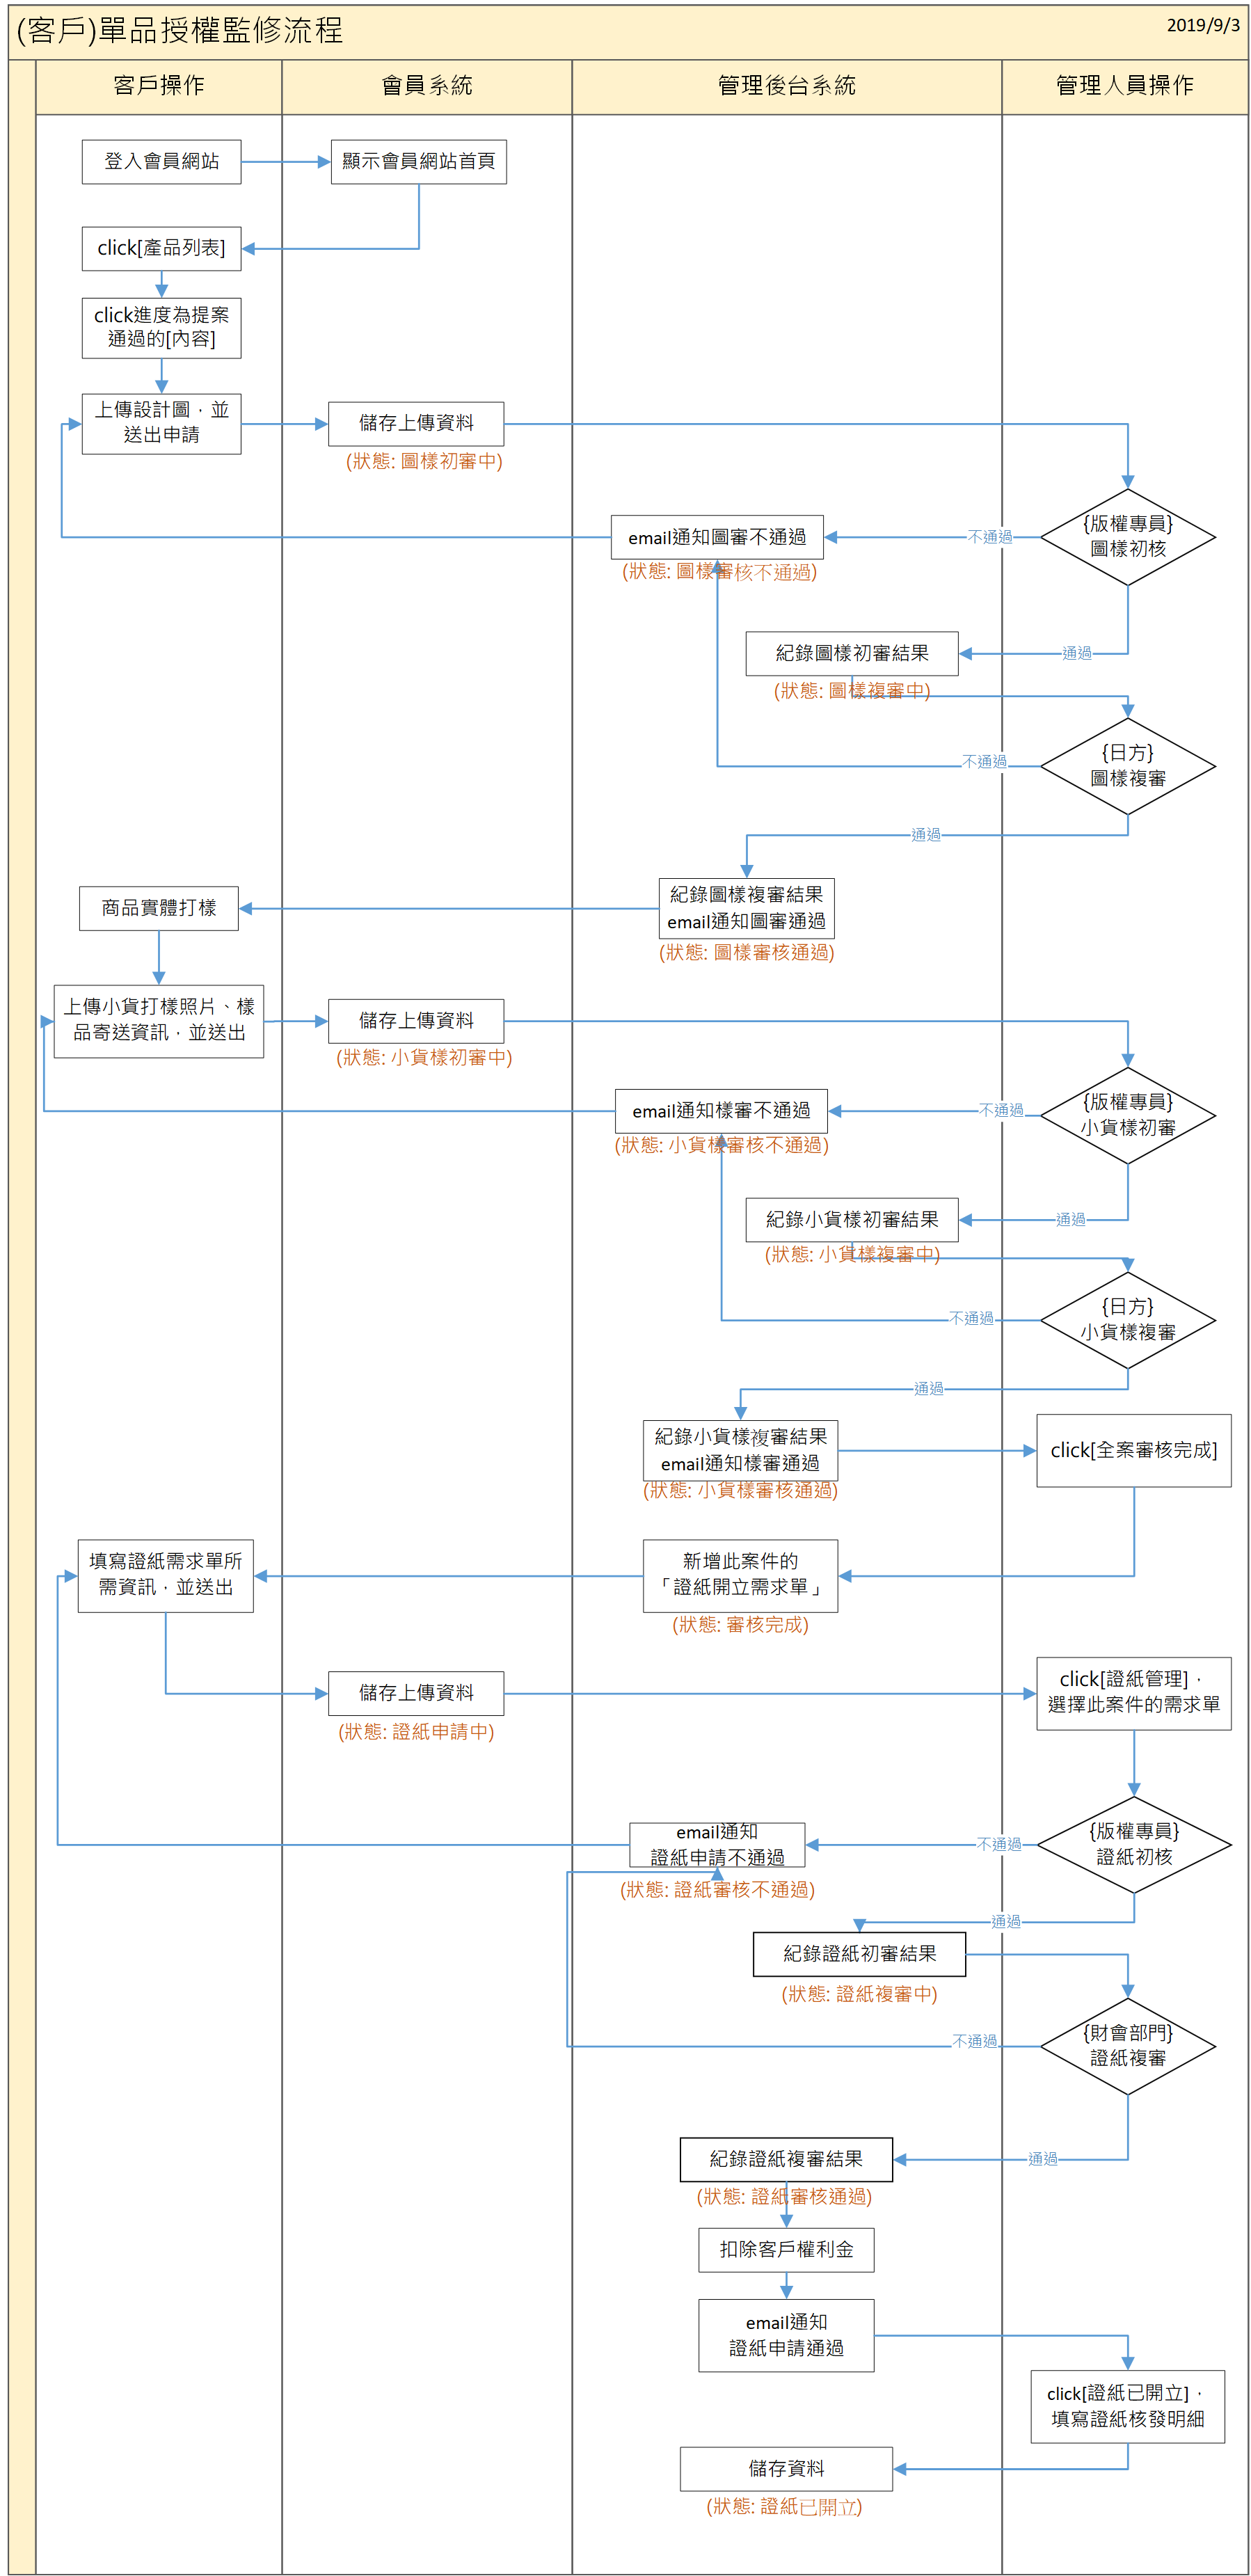 (客戶)單品授權監修流程
2019/9/3
客戶操作
會員系統
管理後台系統
管理人員操作
登入會員網站
顯示會員網站首頁
click[產品列表]
click進度為提案
通過的[內容]
上傳設計圖，並
送出申請
儲存上傳資料
(狀態: 圖樣初審中)
{版權專員}
圖樣初核
不通過
email通知圖審不通過
(狀態: 圖樣審核不通過)
通過
紀錄圖樣初審結果
(狀態: 圖樣複審中)
{日方}
圖樣複審
不通過
通過
紀錄圖樣複審結果
email通知圖審通過
(狀態: 圖樣審核通過)
商品實體打樣
上傳小貨打樣照片、樣
品寄送資訊，並送出
儲存上傳資料
(狀態: 小貨樣初審中)
{版權專員}
小貨樣初審
不通過
email通知樣審不通過
(狀態: 小貨樣審核不通過)
通過
紀錄小貨樣初審結果
(狀態: 小貨樣複審中)
{日方}
小貨樣複審
不通過
通過
紀錄小貨樣複審結果
email通知樣審通過
(狀態: 小貨樣審核通過)
click[全案審核完成]
新增此案件的
「證紙開立需求單」
(狀態: 審核完成)
填寫證紙需求單所
需資訊，並送出
儲存上傳資料
(狀態: 證紙申請中)
click[證紙管理]，
選擇此案件的需求單
{版權專員}
證紙初核
不通過
email通知
證紙申請不通過
(狀態: 證紙審核不通過)
通過
紀錄證紙初審結果
(狀態: 證紙複審中)
{財會部門}
證紙複審
不通過
通過
紀錄證紙複審結果
(狀態: 證紙審核通過)
扣除客戶權利金
email通知
證紙申請通過
click[證紙已開立]，
填寫證紙核發明細
儲存資料
(狀態: 證紙已開立)